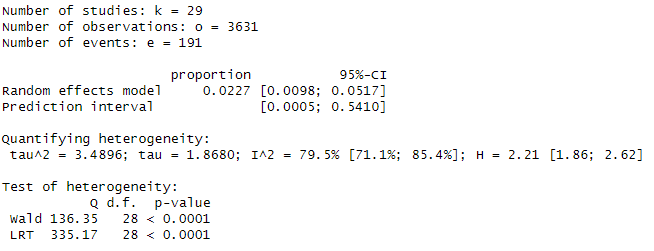 Number of studies: k = 29
Number of observations: o = 3631
Number of events: e = 191
proportion 95%-CI
Random effects model 0.0227 [0.0098; 0.0517]
Prediction interval [0.0005; 0.5410]
Quantifying heterogeneity:
tau^2 = 3.4896; tau = 1.8680; I^2 = 79.5% [71.1%; 85.4%]; H = 2.21 [1.86; 2.62]
Test of heterogeneity:
Q d.f. p-value
Wald 136.35 28 < 0.0001
LRT 335.17 28 < 0.0001